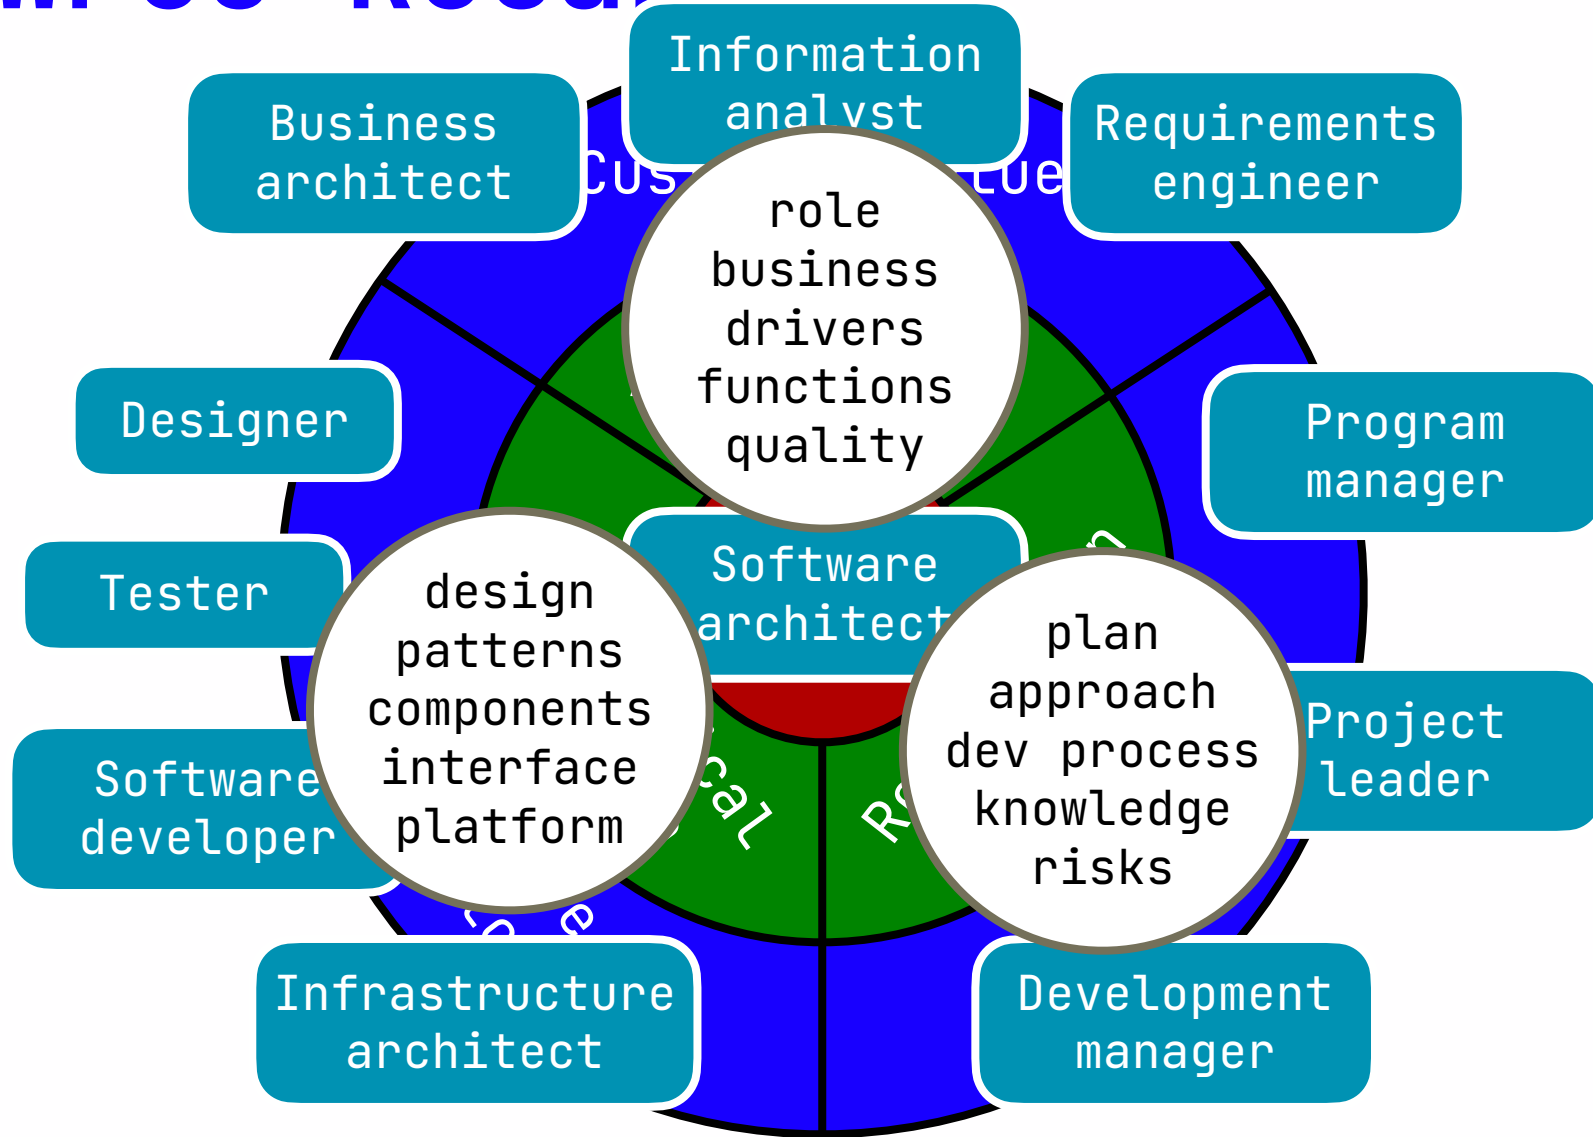 Information
analyst
Business
architect
Requirements
engineer
role
business
drivers
functions
quality
Designer
Program
manager
Software
architect
Tester
design
patterns
components
interface
platform
plan
approach
dev process
knowledge
risks
Project
leader
Software
developer
Infrastructure
architect
Development
manager